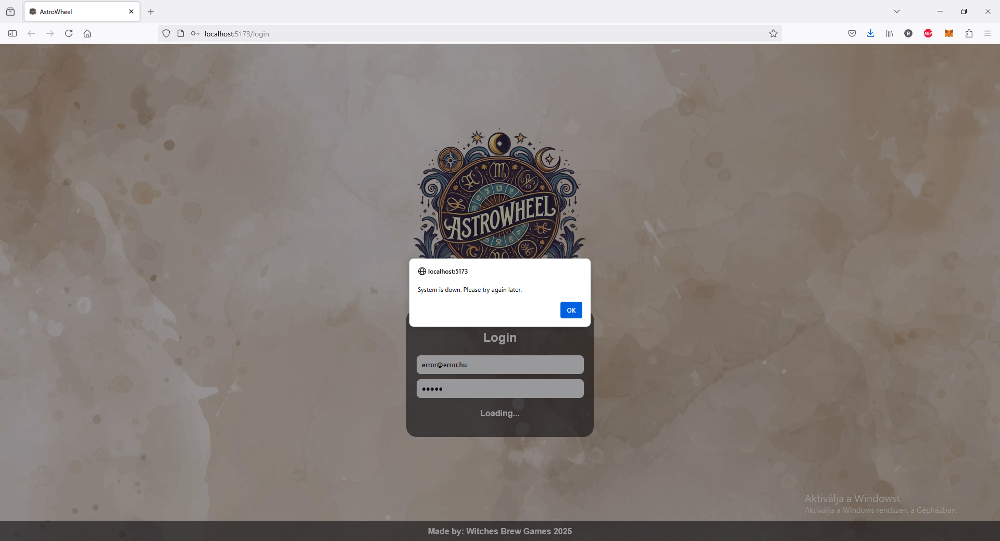 AstroWheel
localhost:5173/login
R
ABP
ASTROWHEEL
localhost:5173
System is down. Please try again later.
OK
Login
error@error.hu
•••••
Loading...
Aktiválja a Windowst
Aktiválja a Windows rendszert a Gépházban.
Made by: Witches Brew Games 2025